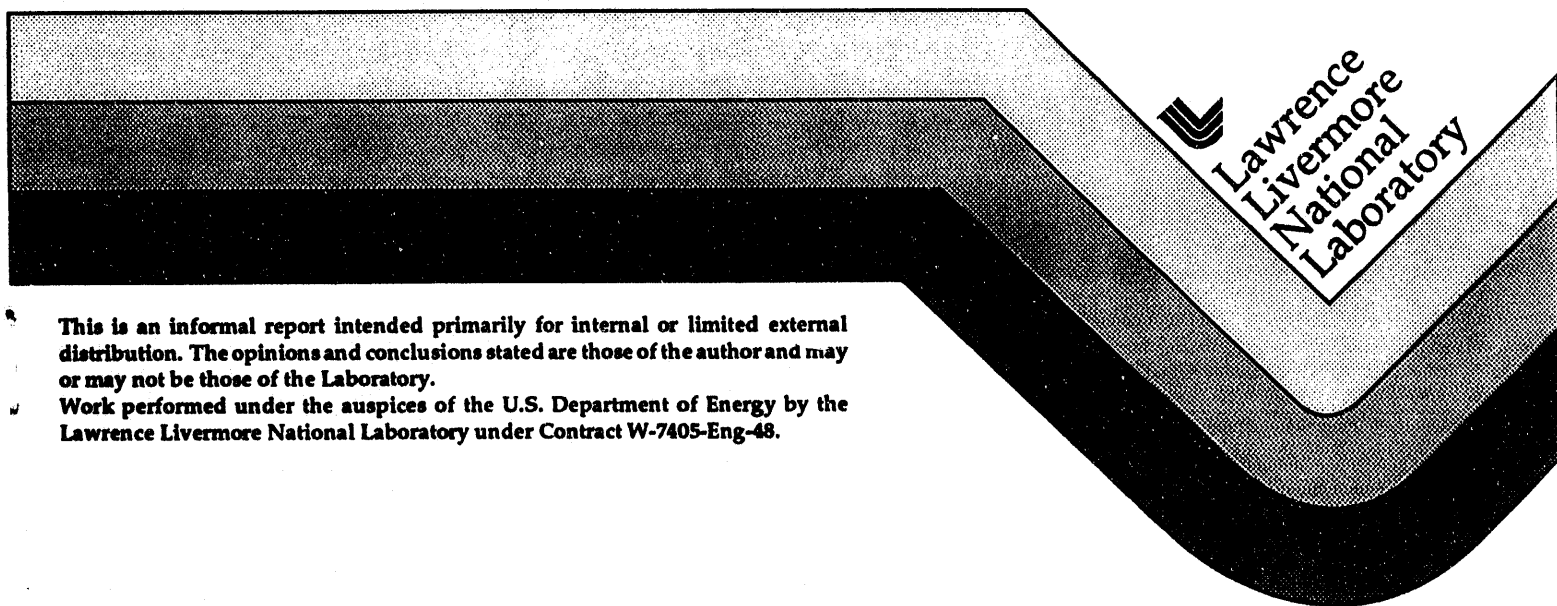 Lawrence
Livermore
National
Laboratory
This is an informal report intended primarily for internal or limited external
distribution. The opinions and conclusions stated are those of the author and may
or may not be those of the Laboratory.
Work performed under the auspices of the U.S. Department of Energy by the
Lawrence Livermore National Laboratory under Contract W-7405-Eng-48.